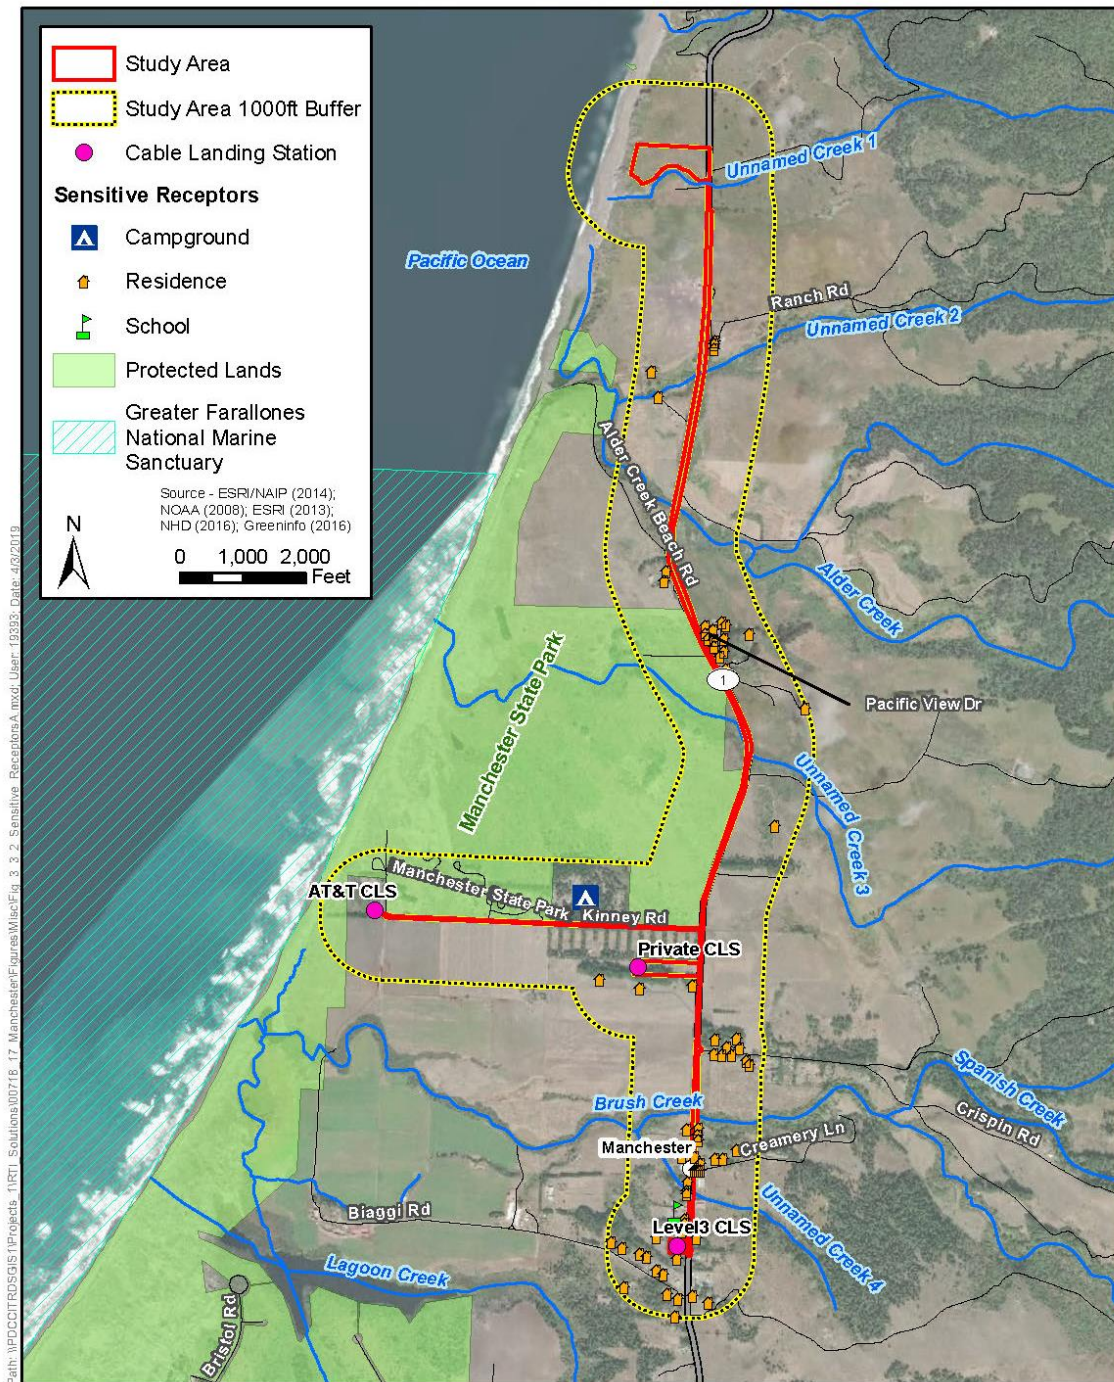 Study Area
Study Area 1000ft Buffer
Cable Landing Station
Sensitive Receptors
Campground
Residence
School
Protected Lands
Greater Farallones
National Marine
Sanctuary
Source - ESRI/NAIP (2014);
NOAA (2008); ESRI (2013);
NHD (2016); Greeninfo (2016)
N
0 1,000 2,000
Feet
Unnamed Creek 1
Pacific Ocean
Ranch Rd
Unnamed Creek 2
Alder Creek Beach Rd
Alder Creek
Manchester State Park
1
Pacific View Dr
Unnamed Creek 3
AT&T CLS
Manchester State Park
Kinney Rd
Private CLS
Spanish Creek
Brush Creek
Crispin Rd
Manchester
Creamery Ln
Unnamed Creek 4
Biaggi Rd
Level3 CLS
Lagoon Creek
Bristol Rd